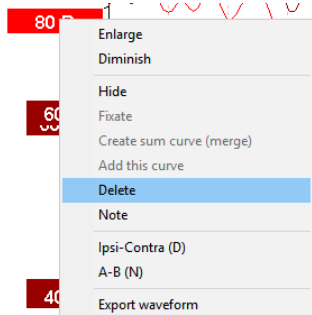 80
Enlarge
Diminish
Hide
60
Fixate
Create sum curve (merge)
Add this curve
Delete
Note
Ipsi-Contra (D)
A-B (N)
40
Export waveform